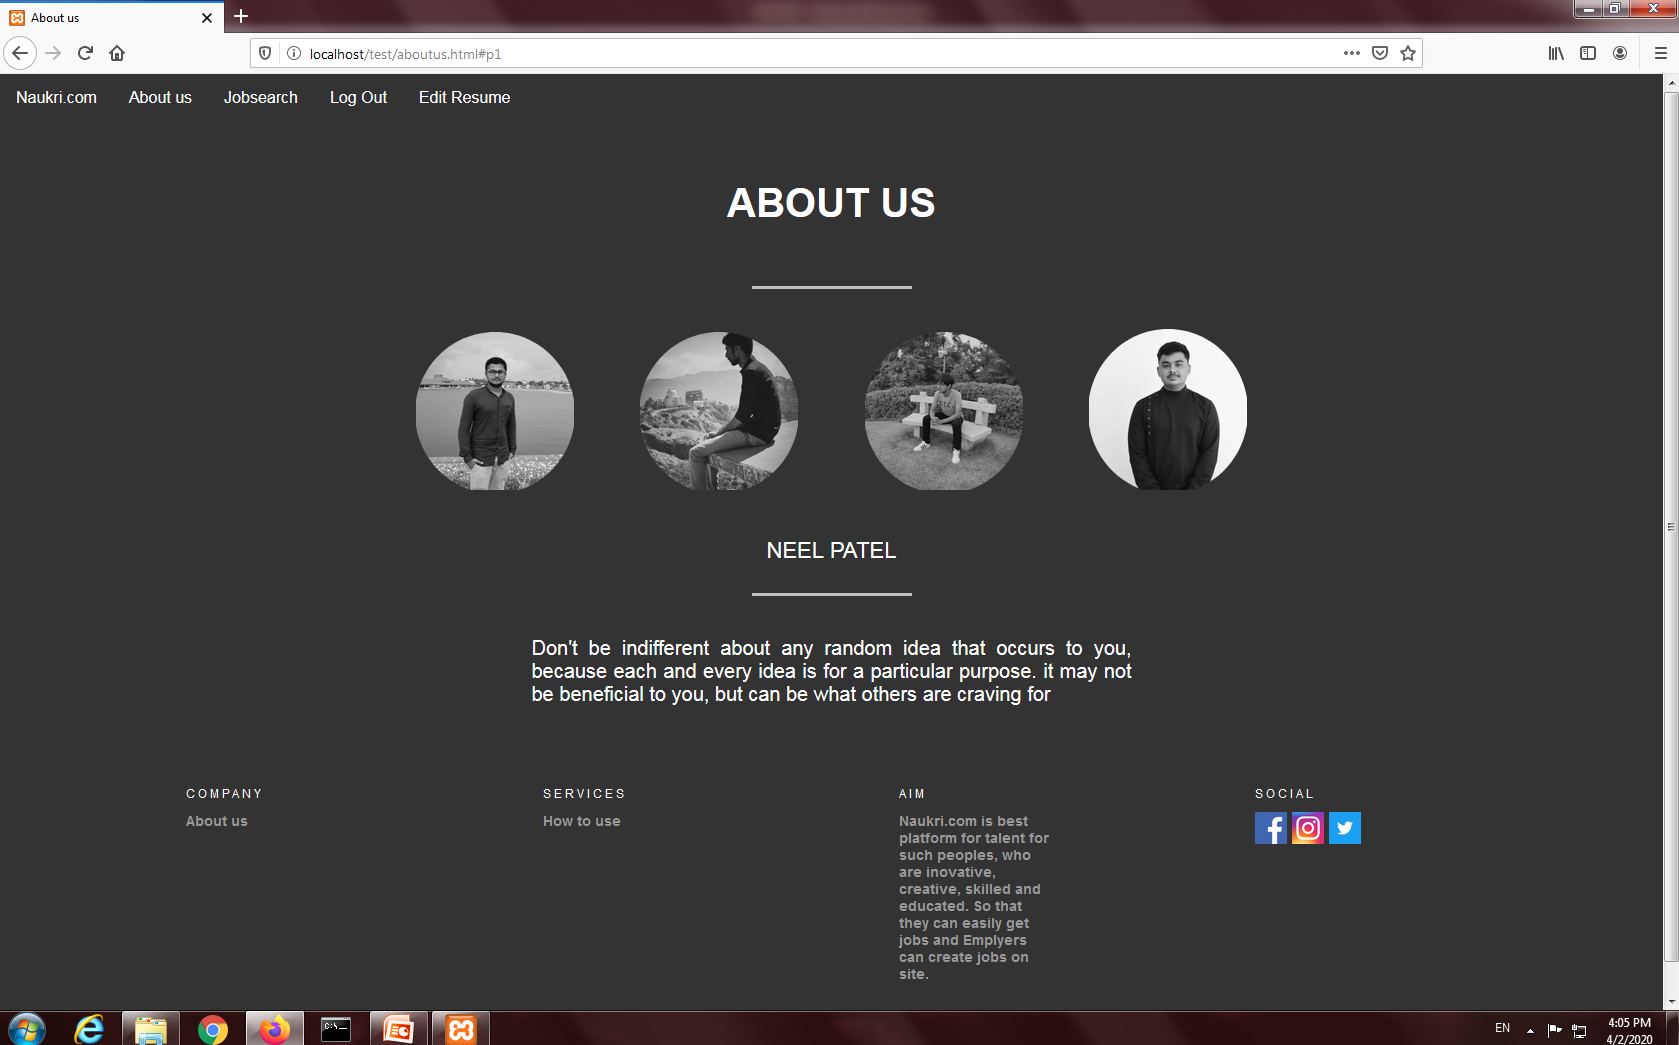 About us
localhost/test/aboutus.html#p1
Naukri.com About us Jobsearch Log Out Edit Resume
ABOUT US
NEEL PATEL
Don't be indifferent about any random idea that occurs to you,
because each and every idea is for a particular purpose. it may not
be beneficial to you, but can be what others are craving for
COMPANY
About us
SERVICES
How to use
AIM
Naukri.com is best
platform for talent for
such peoples, who
are inovative,
creative, skilled and
educated. So that
they can easily get
jobs and Emplyers
can create jobs on
site.
SOCIAL
EN
4:05 PM
4/2/2020